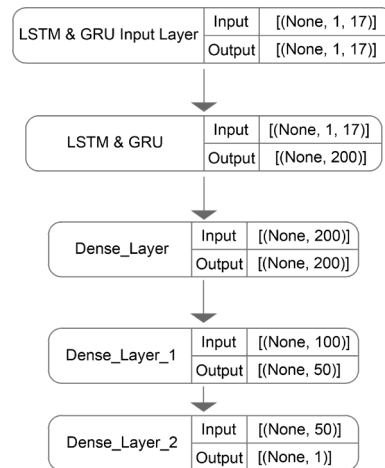 LSTM & GRU Input Layer
Input [(None, 1, 17)]
Output [(None, 1, 17)]
LSTM & GRU
Input [(None, 1, 17)]
Output [(None, 200)]
Dense_Layer
Input [(None, 200)]
Output [(None, 200)]
Dense_Layer_1
Input [(None, 100)]
Output [(None, 50)]
Dense_Layer_2
Input [(None, 50)]
Output [(None, 1)]